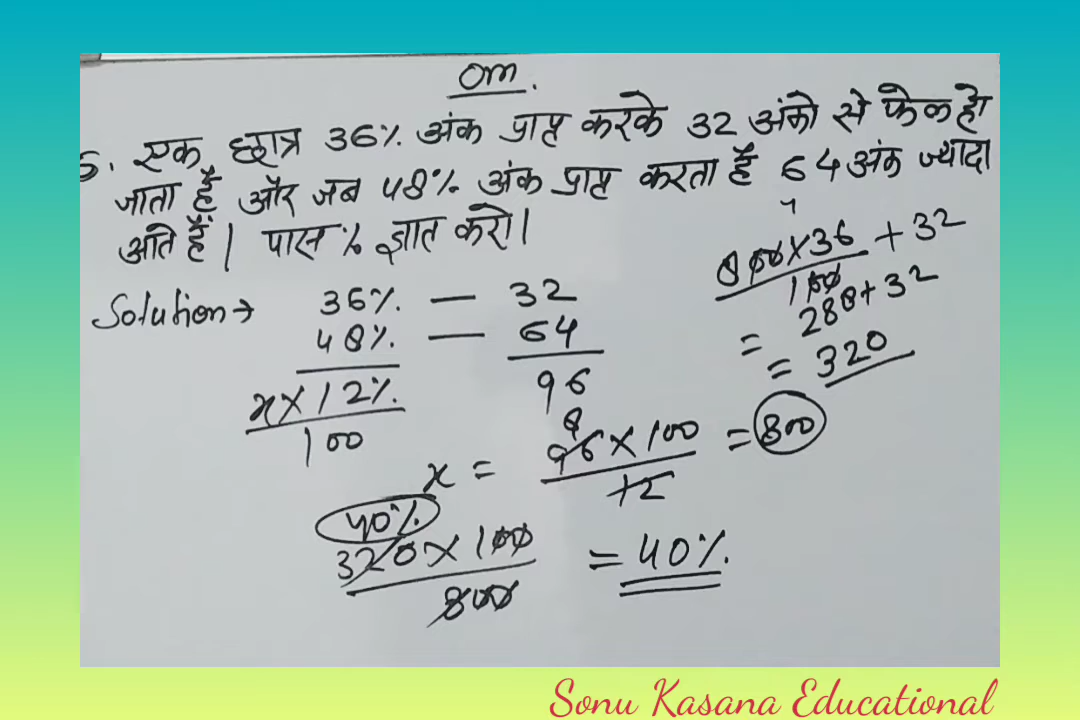 Om.
5. एक छात्र 36% अंक प्राप्त करके 32 अंको से फेल हो
जाता है और जब 48% अंक प्राप्त करता है 64 अंक ज्यादा
आते हैं। पास % ज्ञात करो।
Solution→
36% — 32
48% — 64
x×12%
100
96
x = 96×100 = 800
12
8
800×36 + 32
100
= 288+32
= 320
40%
320×100 = 40%
800
Sonu Kasana Educational